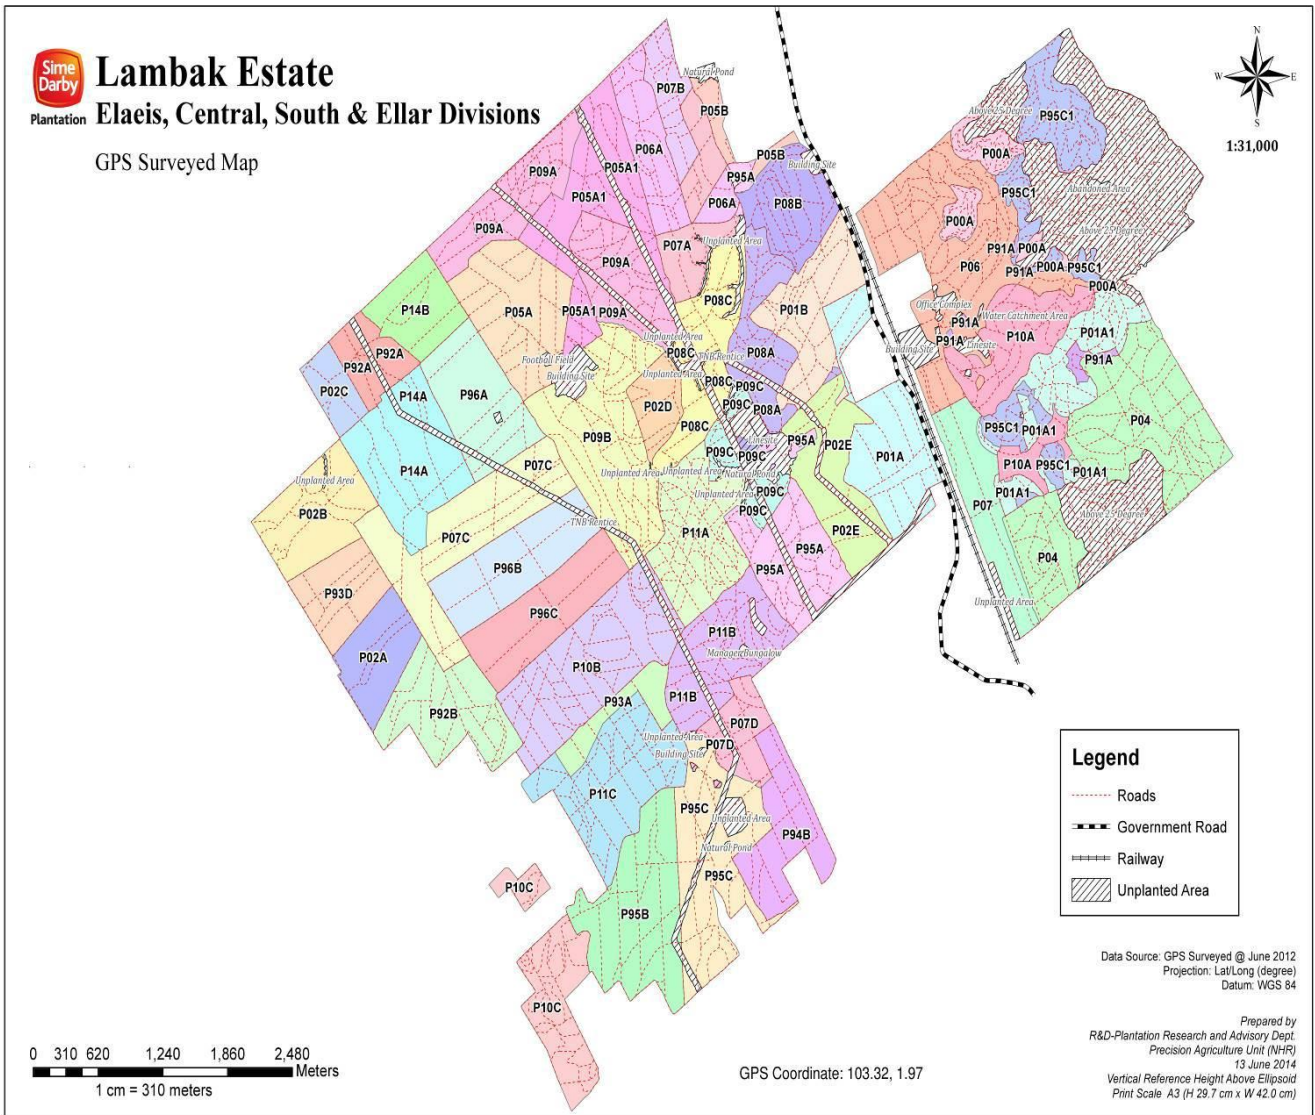 Sime
Darby
Plantation
Lambak Estate
Elaeis, Central, South & Ellar Divisions
GPS Surveyed Map
N
W E
S
1:31,000
Natural Pond
P07B
P05B
P06A
P05A1
P09A
P05A1
P05B
Building Site
P95A
P06A
P08B
P09A
P07A
Unplanted Area
P09A
P14B
P05A
P05A1
P09A
P08C
P01B
Unplanted Area
P92A
P92A
P08C
TNB Rentice
P08A
Football Field
Building Site
Unplanted Area
P02C
P14A
P96A
P08C
P09C
P09C
P08A
P02D
P08C
P09B
Linesite
P95A
P02E
P09C
P09C
P01A
P14A
P07C
Unplanted Area
Unplanted Area
Natural Pond
Unplanted Area
P09C
Unplanted Area
P02B
P09C
TNB Rentice
P02E
P11A
P07C
P95A
P96B
P95A
P93D
P96C
P11B
Manager Bungalow
P02A
P10B
P11B
P93A
P92B
P07D
Unplanted Area
P07D
Building Site
P11C
P95C
Unplanted Area
P94B
Natural Pond
P95C
P10C
P95B
P10C
Above 25 Degree
P95C1
P00A
Abandoned Area
P95C1
P00A
Above 25 Degree
P91A
P00A
P06
P91A
P00A
P95C1
P00A
Office Complex
Water Catchment Area
P91A
P10A
P01A1
P91A
Linesite
Building Site
P91A
P04
P95C1
P01A1
P10A
P95C1
P01A1
P01A1
P07
Above 25 Degree
P04
Unplanted Area
Legend
Roads
Government Road
Railway
Unplanted Area
Data Source: GPS Surveyed @ June 2012
Projection: Lat/Long (degree)
Datum: WGS 84
Prepared by
R&D-Plantation Research and Advisory Dept.
Precision Agriculture Unit (NHR)
13 June 2014
Vertical Reference Height Above Ellipsoid
Print Scale A3 (H 29.7 cm x W 42.0 cm)
0 310 620 1,240 1,860 2,480
Meters
1 cm = 310 meters
GPS Coordinate: 103.32, 1.97